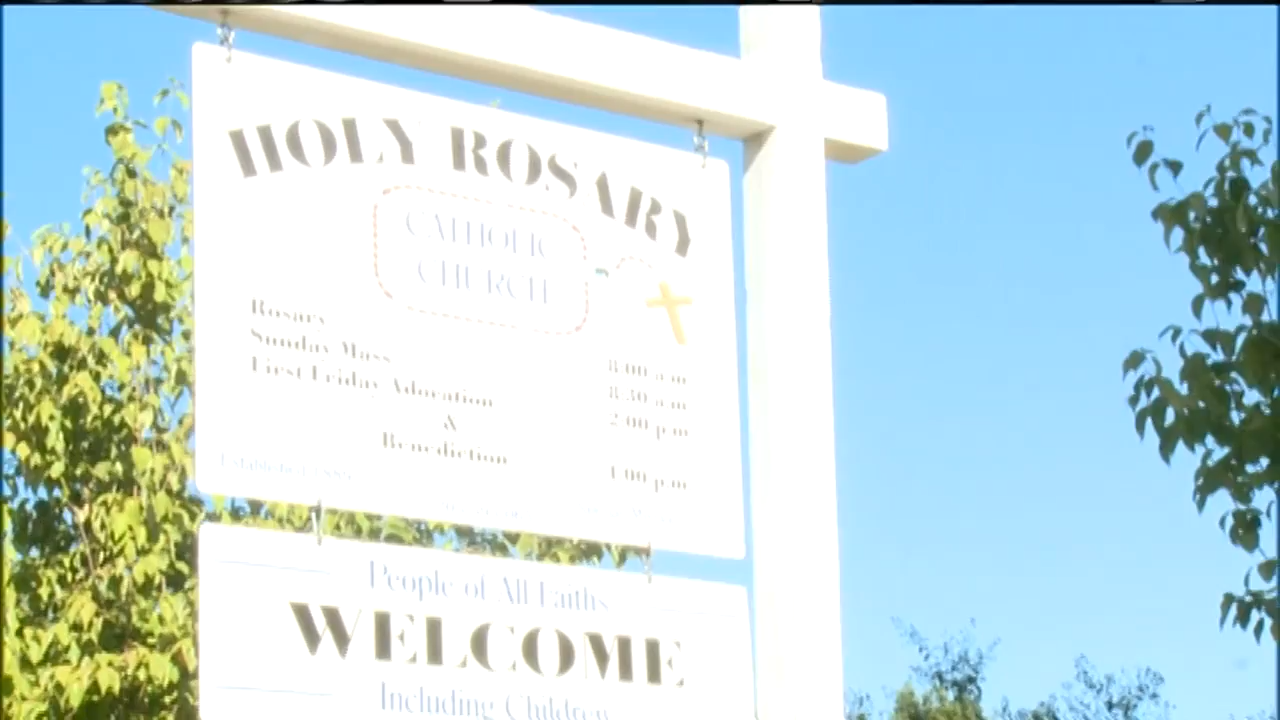 HOLY ROSARY
CATHOLIC
CHURCH
Rosary 8:00 a.m
Sunday Mass 8:30 a.m
First Friday Adoration 2:00 p.m
&
Benediction :00 p.m
Established
People of All Faiths
WELCOME
Including Children